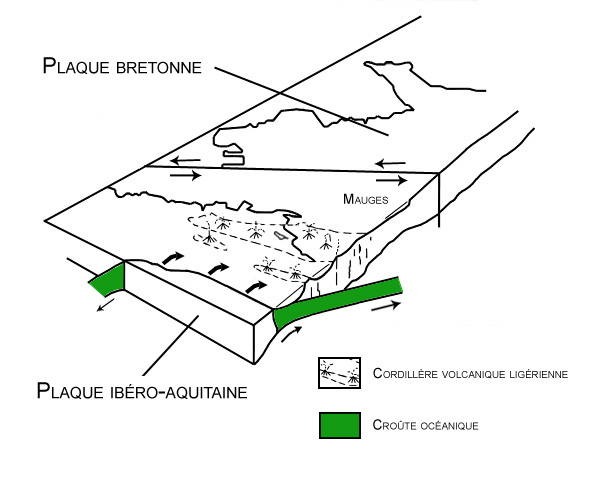 PLAQUE BRETONNE
MAUGES
PLAQUE IBÉRO-AQUITAINE
CORDILLÈRE VOLCANIQUE LIGÉRIENNE
CROÛTE OCÉANIQUE